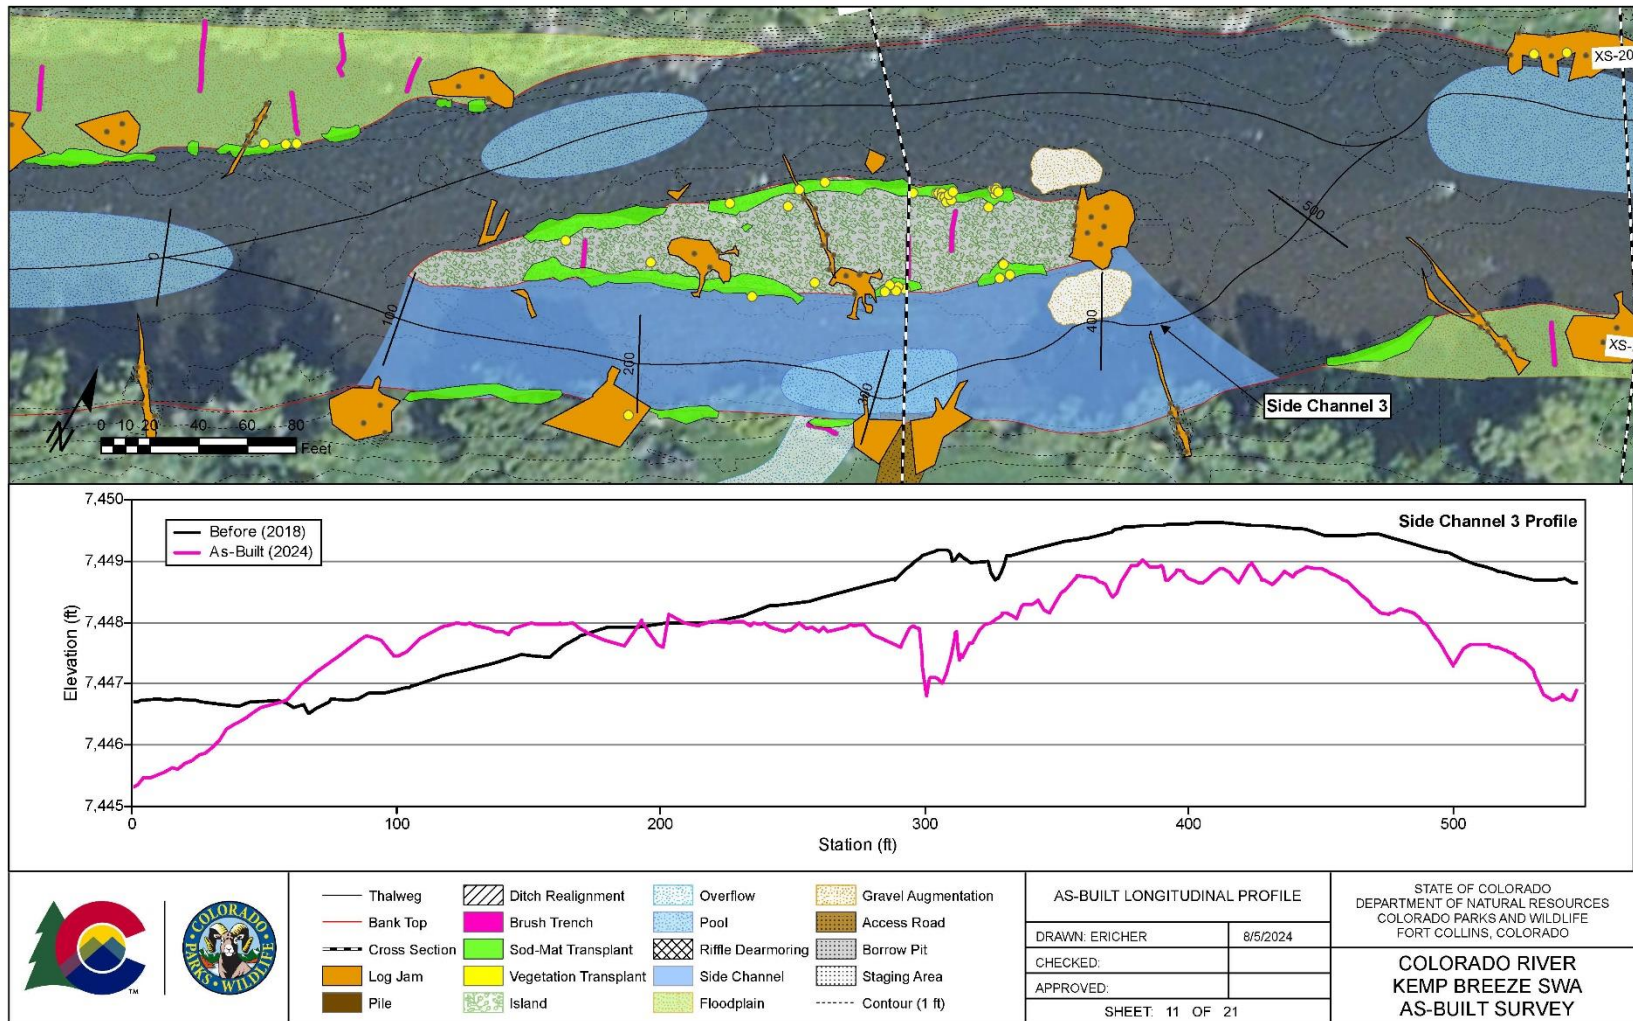 XS-20
XS-
0
100
200
300
400
500
Side Channel 3
N
0 10 20 40 60 80
Feet
7,450
7,449
7,448
7,447
7,446
7,445
Elevation (ft)
Before (2018)
As-Built (2024)
Side Channel 3 Profile
0 100 200 300 400 500
Station (ft)
COLORADO
PARKS & WILDLIFE
C
TM
Thalweg
Bank Top
Cross Section
Log Jam
Pile
Ditch Realignment
Brush Trench
Sod-Mat Transplant
Vegetation Transplant
Island
Overflow
Pool
Riffle Dearmoring
Side Channel
Floodplain
Gravel Augmentation
Access Road
Borrow Pit
Staging Area
Contour (1 ft)
AS-BUILT LONGITUDINAL PROFILE
DRAWN: ERICHER 8/5/2024
CHECKED:
APPROVED:
SHEET: 11 OF 21
STATE OF COLORADO
DEPARTMENT OF NATURAL RESOURCES
COLORADO PARKS AND WILDLIFE
FORT COLLINS, COLORADO
COLORADO RIVER
KEMP BREEZE SWA
AS-BUILT SURVEY